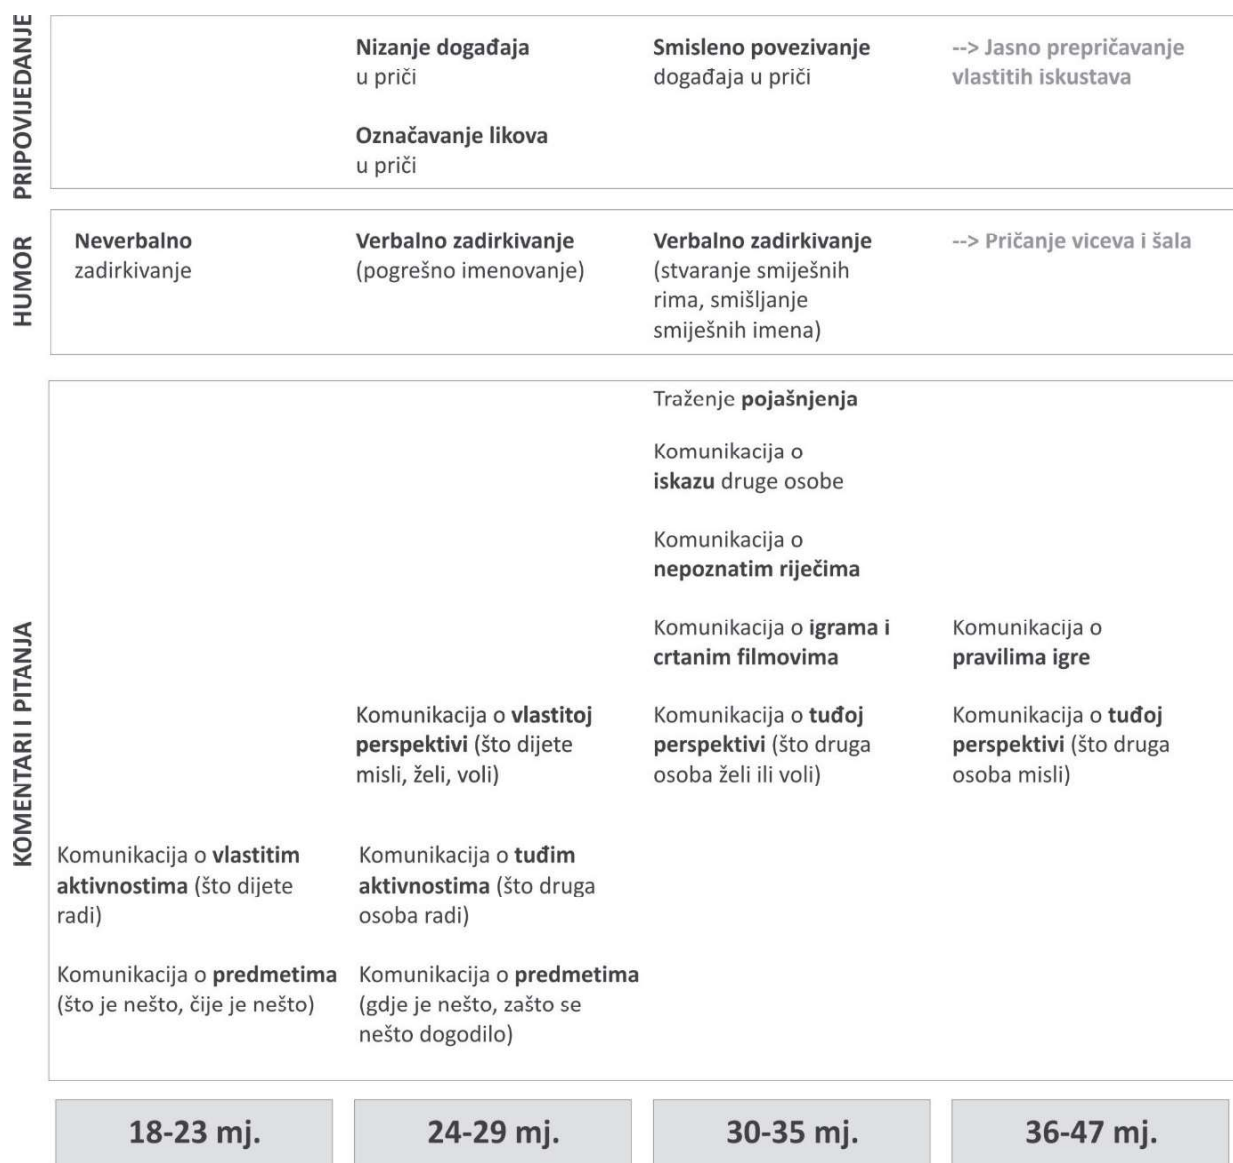 PRIPOVIJEDANJE
Nizanje događaja
u priči
Označavanje likova
u priči
Smisleno povezivanje
događaja u priči
--> Jasno prepričavanje
vlastitih iskustava
HUMOR
Neverbalno
zadirkivanje
Verbalno zadirkivanje
(pogrešno imenovanje)
Verbalno zadirkivanje
(stvaranje smiješnih
rima, smišljanje
smiješnih imena)
--> Pričanje viceva i šala
KOMENTARI I PITANJA
Traženje pojašnjenja
Komunikacija o
iskazu druge osobe
Komunikacija o
nepoznatim riječima
Komunikacija o igrama i
crtanim filmovima
Komunikacija o
pravilima igre
Komunikacija o vlastitoj
perspektivi (što dijete
misli, želi, voli)
Komunikacija o tuđoj
perspektivi (što druga
osoba želi ili voli)
Komunikacija o tuđoj
perspektivi (što druga
osoba misli)
Komunikacija o vlastitim
aktivnostima (što dijete
radi)
Komunikacija o tuđim
aktivnostima (što druga
osoba radi)
Komunikacija o predmetima
(što je nešto, čije je nešto)
Komunikacija o predmetima
(gdje je nešto, zašto se
nešto dogodilo)
18-23 mj.
24-29 mj.
30-35 mj.
36-47 mj.